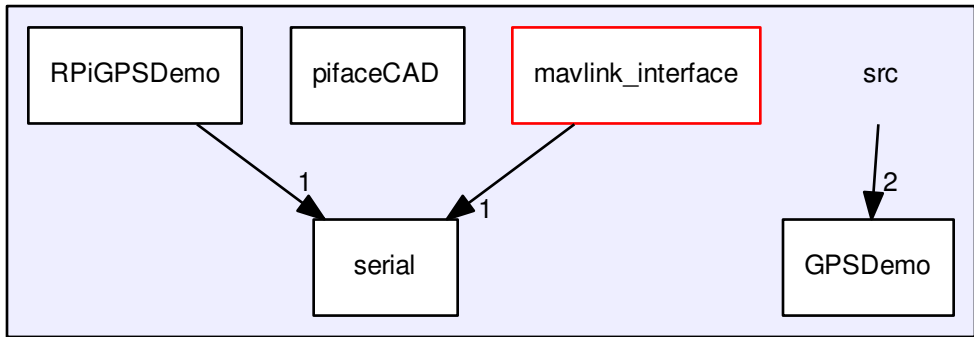 RPiGPSDemo
pifaceCAD
mavlink_interface
src
1
1
2
serial
GPSDemo